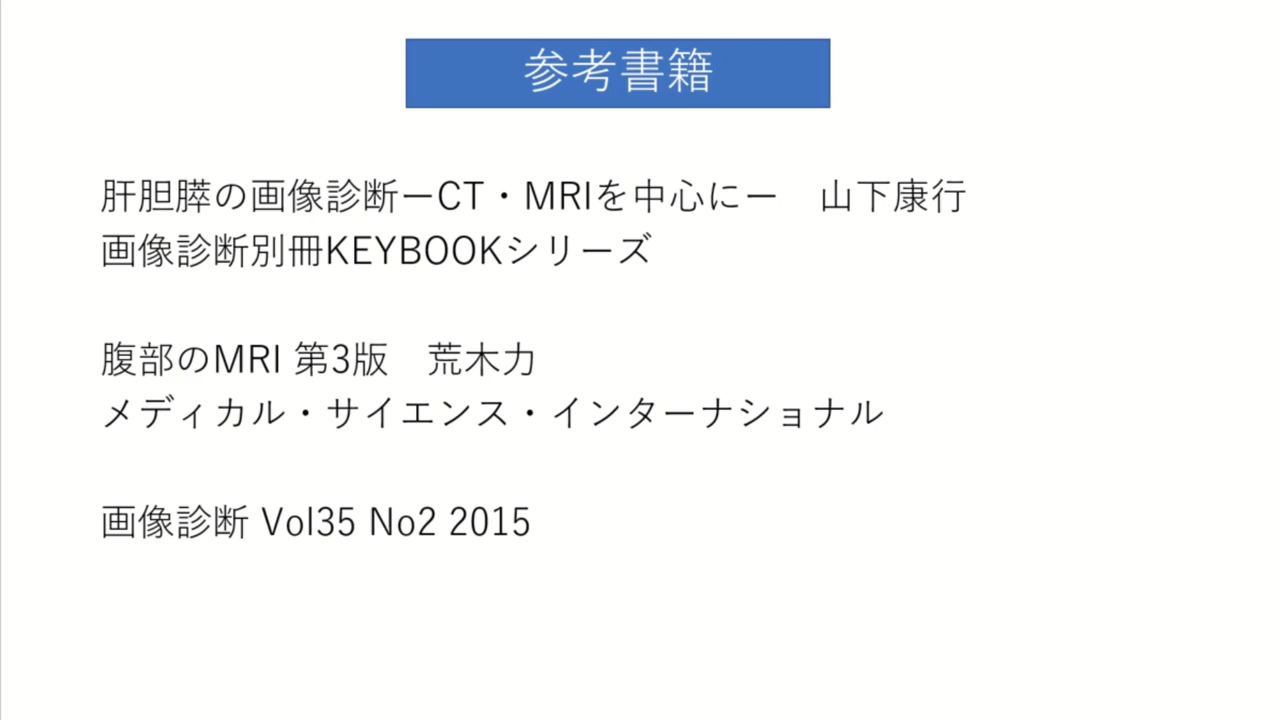 参考書籍
肝胆膵の画像診断ーCT・MRIを中心にー　山下康行
画像診断別冊KEYBOOKシリーズ
腹部のMRI 第3版　荒木力
メディカル・サイエンス・インターナショナル
画像診断 Vol35 No2 2015